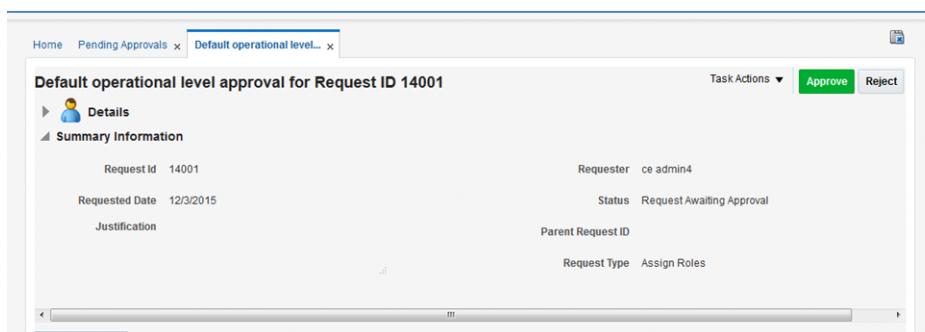 Home Pending Approvals x Default operational level... x
Default operational level approval for Request ID 14001 Task Actions Approve Reject
Details
Summary Information
Request Id 14001 Requester ce admin4
Requested Date 12/3/2015 Status Request Awaiting Approval
Justification Parent Request ID
Request Type Assign Roles